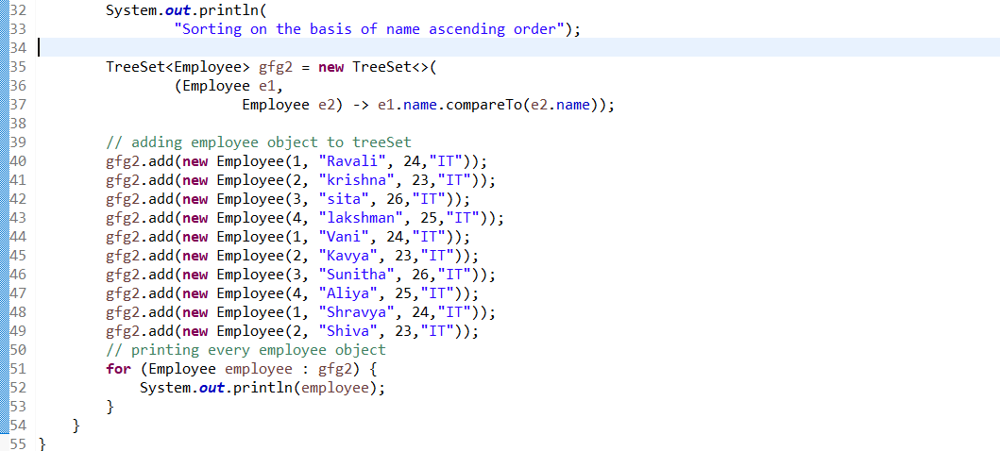 32 System.out.println(
33 "Sorting on the basis of name ascending order");
34
35 TreeSet<Employee> gfg2 = new TreeSet<>(
36 (Employee e1,
37 Employee e2) -> e1.name.compareTo(e2.name));
38
39 // adding employee object to treeSet
40 gfg2.add(new Employee(1, "Ravali", 24,"IT"));
41 gfg2.add(new Employee(2, "krishna", 23,"IT"));
42 gfg2.add(new Employee(3, "sita", 26,"IT"));
43 gfg2.add(new Employee(4, "lakshman", 25,"IT"));
44 gfg2.add(new Employee(1, "Vani", 24,"IT"));
45 gfg2.add(new Employee(2, "Kavya", 23,"IT"));
46 gfg2.add(new Employee(3, "Sunitha", 26,"IT"));
47 gfg2.add(new Employee(4, "Aliya", 25,"IT"));
48 gfg2.add(new Employee(1, "Shravya", 24,"IT"));
49 gfg2.add(new Employee(2, "Shiva", 23,"IT"));
50 // printing every employee object
51 for (Employee employee : gfg2) {
52 System.out.println(employee);
53 }
54 }
55 }